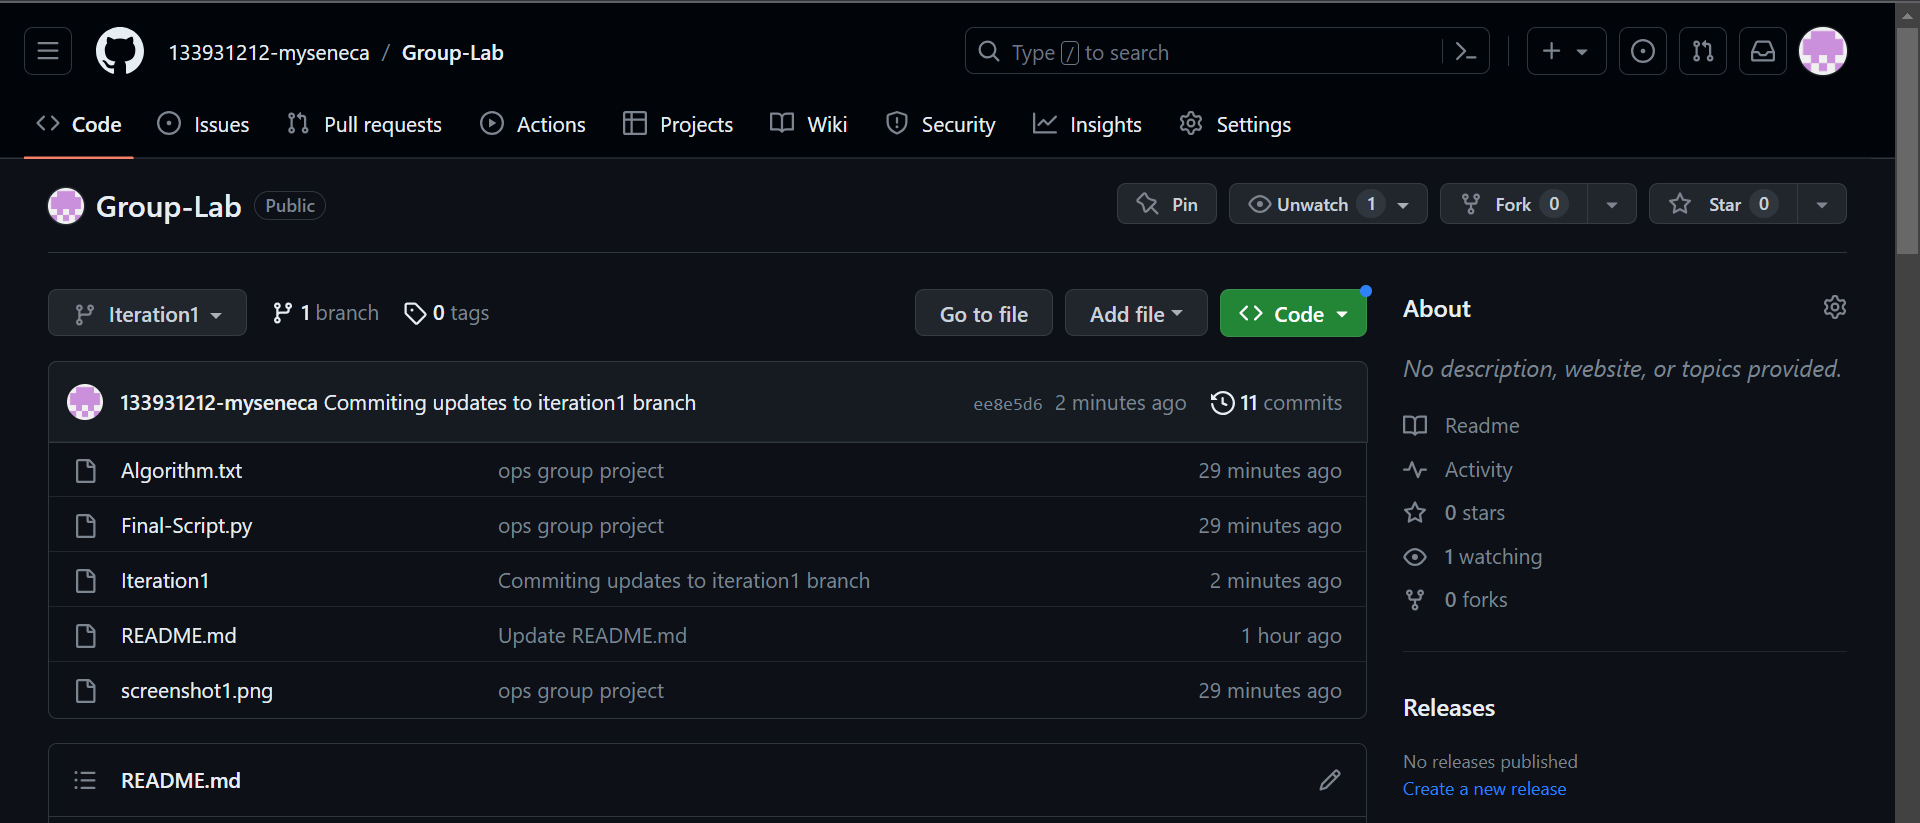 133931212-myseneca / Group-Lab
Type / to search
Code Issues Pull requests Actions Projects Wiki Security Insights Settings
Group-Lab Public
Pin Unwatch 1 Fork 0 Star 0
Iteration1 1 branch 0 tags
Go to file Add file Code
133931212-myseneca Commiting updates to iteration1 branch ee8e5d6 2 minutes ago 11 commits
Algorithm.txt ops group project 29 minutes ago
Final-Script.py ops group project 29 minutes ago
Iteration1 Commiting updates to iteration1 branch 2 minutes ago
README.md Update README.md 1 hour ago
screenshot1.png ops group project 29 minutes ago
README.md
About
No description, website, or topics provided.
Readme
Activity
0 stars
1 watching
0 forks
Releases
No releases published
Create a new release